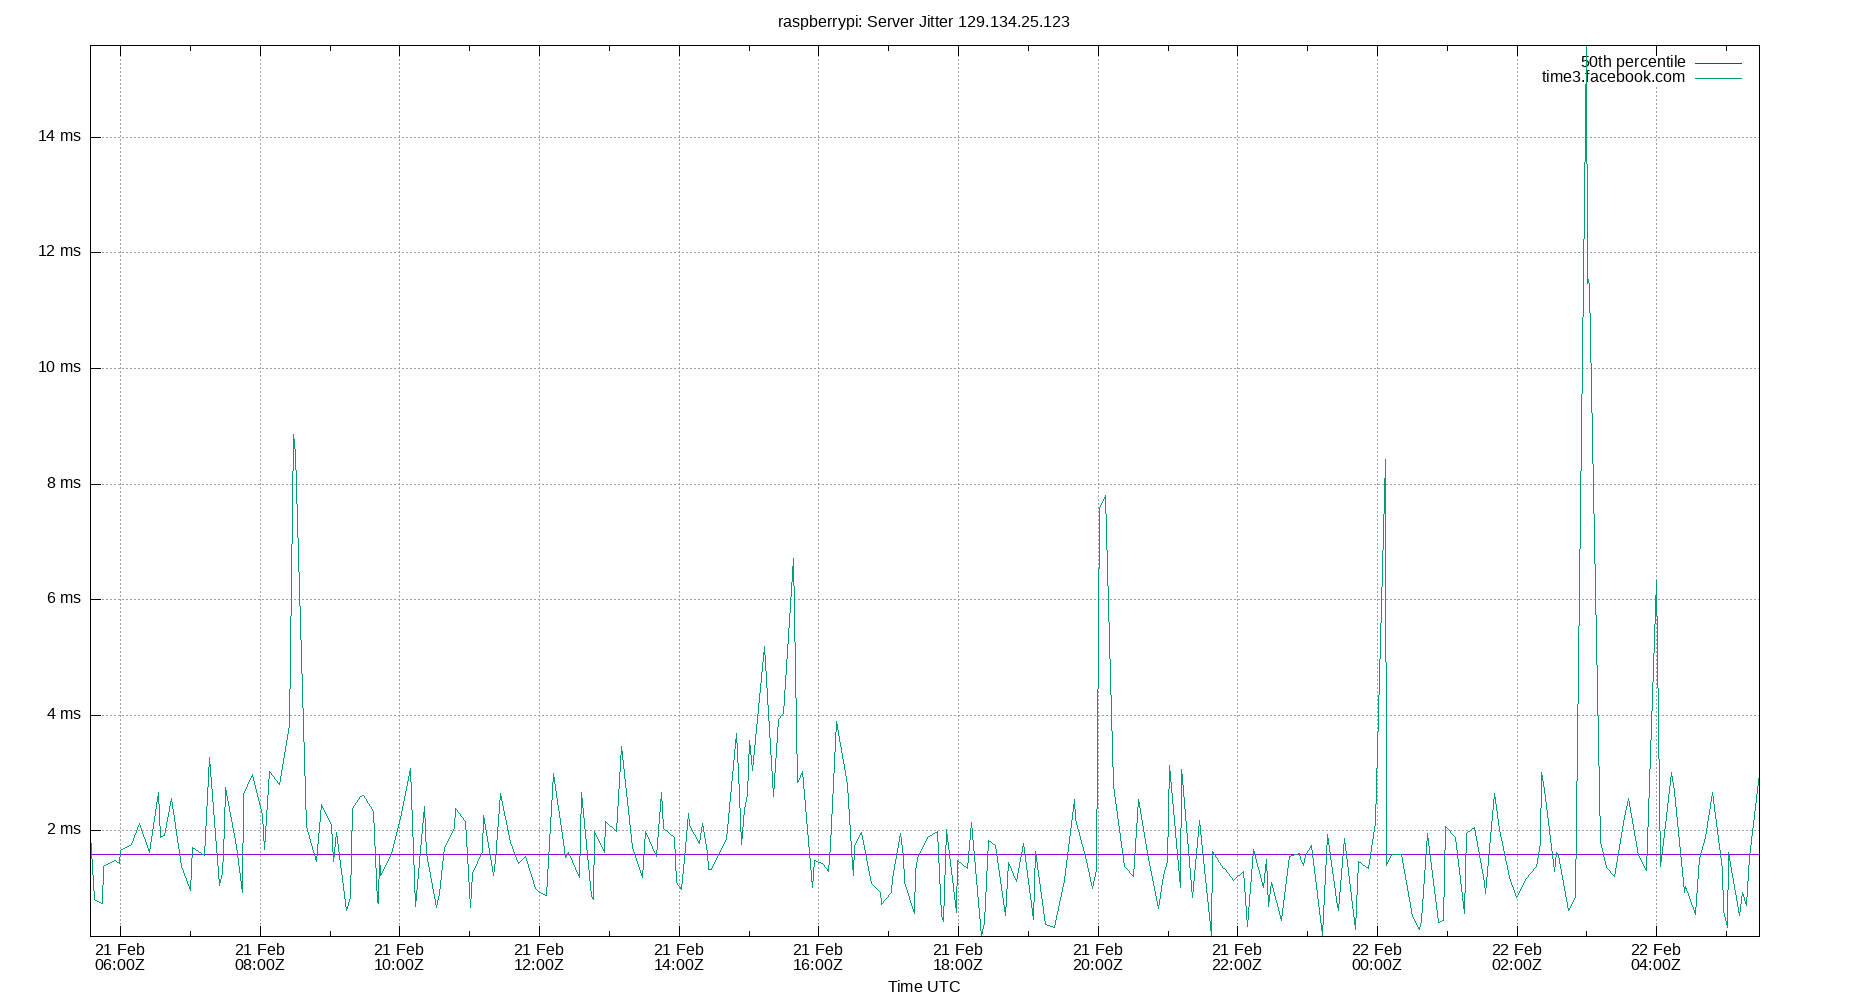 raspberrypi: Server Jitter 129.134.25.123
50th percentile
time3.facebook.com
14 ms
12 ms
10 ms
8 ms
6 ms
4 ms
2 ms
21 Feb 21 Feb 21 Feb 21 Feb 21 Feb 21 Feb 21 Feb 21 Feb 21 Feb 22 Feb 22 Feb 22 Feb
06:00Z 08:00Z 10:00Z 12:00Z 14:00Z 16:00Z 18:00Z 20:00Z 22:00Z 00:00Z 02:00Z 04:00Z
Time UTC